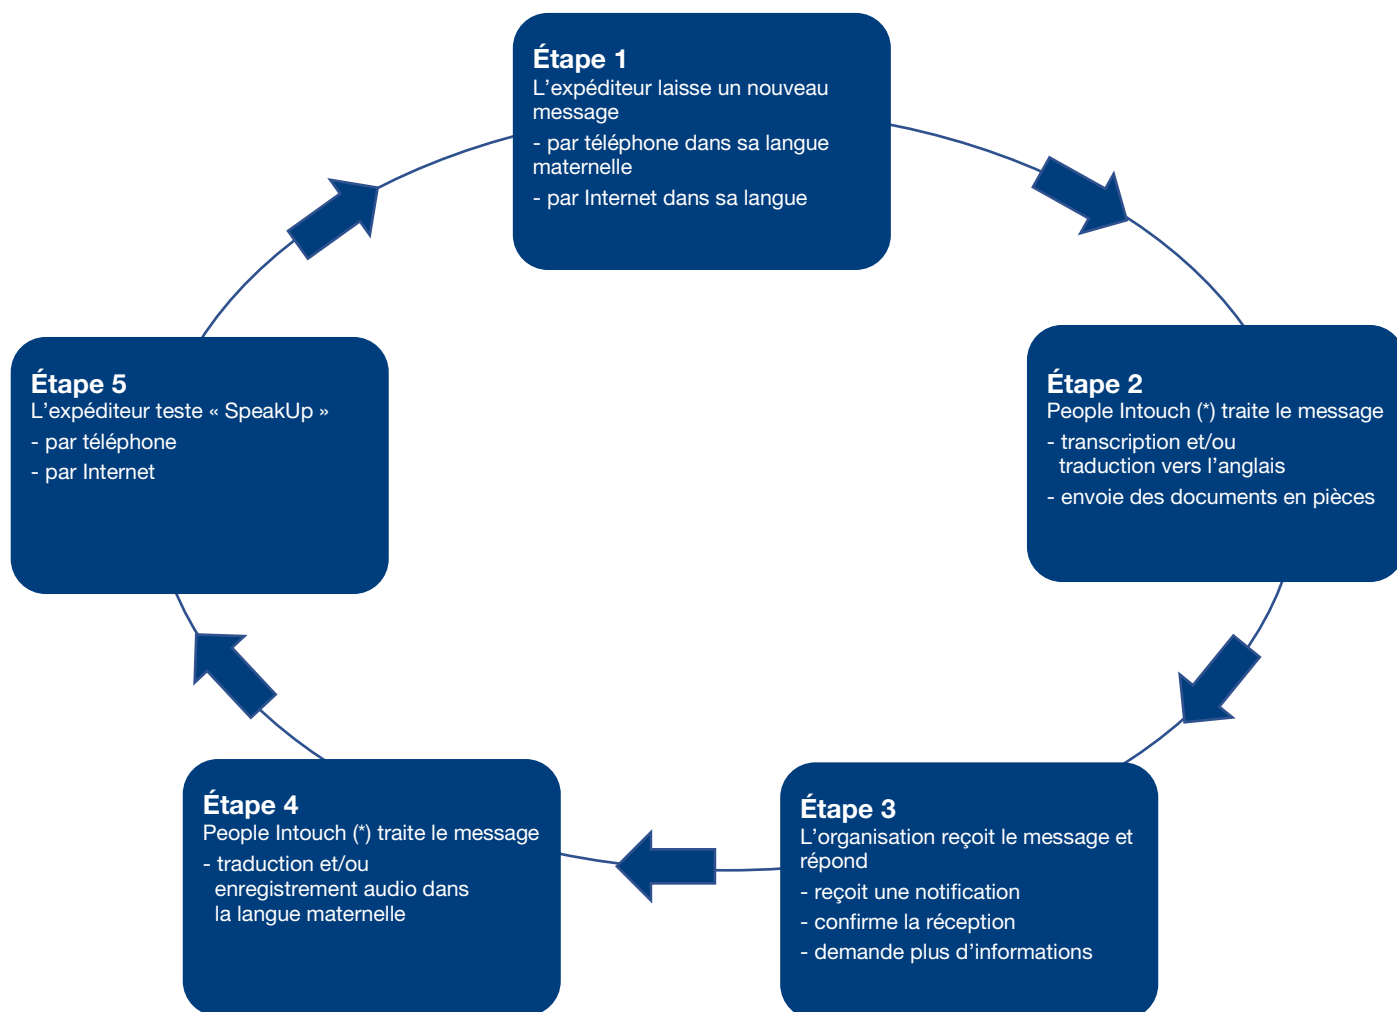 Étape 1
L’expéditeur laisse un nouveau
message
- par téléphone dans sa langue
maternelle
- par Internet dans sa langue
Étape 2
People Intouch (*) traite le message
- transcription et/ou
traduction vers l’anglais
- envoie des documents en pièces
Étape 3
L’organisation reçoit le message et
répond
- reçoit une notification
- confirme la réception
- demande plus d’informations
Étape 4
People Intouch (*) traite le message
- traduction et/ou
enregistrement audio dans
la langue maternelle
Étape 5
L’expéditeur teste « SpeakUp »
- par téléphone
- par Internet